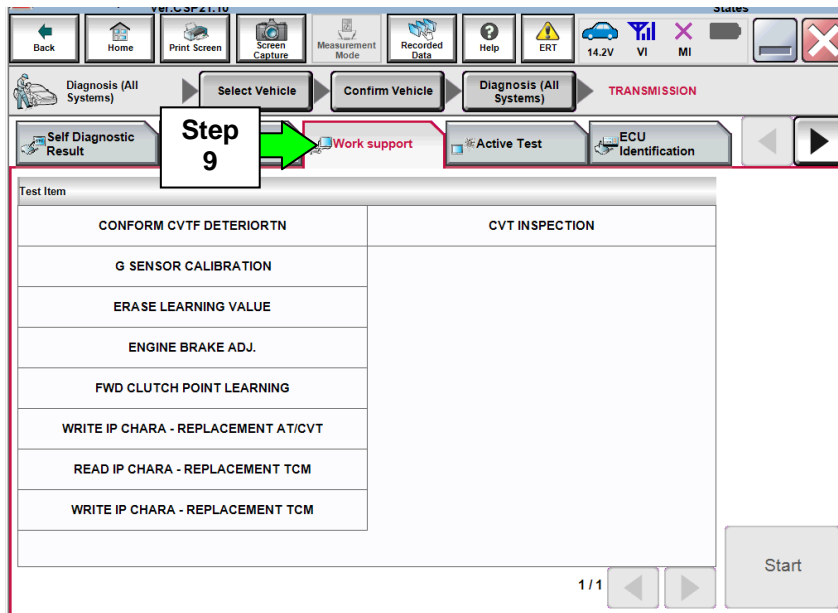 Back
Home
Print Screen
Screen
Capture
Measurement
Mode
Recorded
Data
Help
ERT
14.2V
VI
MI
Diagnosis (All
Systems)
Select Vehicle
Confirm Vehicle
Diagnosis (All
Systems)
TRANSMISSION
Self Diagnostic
Result
Step
9
Work support
Active Test
ECU
Identification
Test Item
CONFORM CVTF DETERIORTN
CVT INSPECTION
G SENSOR CALIBRATION
ERASE LEARNING VALUE
ENGINE BRAKE ADJ.
FWD CLUTCH POINT LEARNING
WRITE IP CHARA - REPLACEMENT AT/CVT
READ IP CHARA - REPLACEMENT TCM
WRITE IP CHARA - REPLACEMENT TCM
1/1
Start